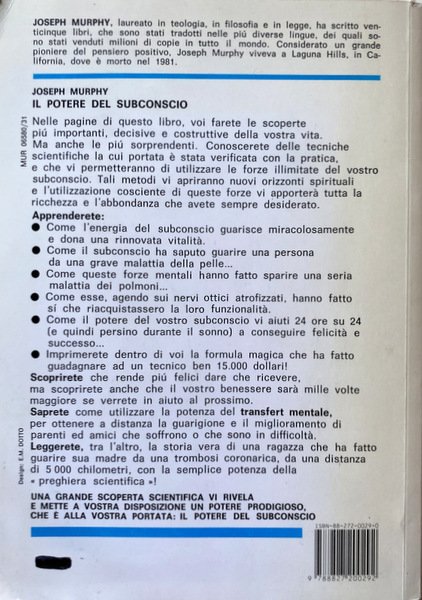 JOSEPH MURPHY, laureato in teologia, in filosofia e in legge, ha scritto ven-
ticinque libri, che sono stati tradotti nelle piú diverse lingue, dei quali so-
no stati venduti milioni di copie in tutto il mondo. Considerato un grande
pioniere del pensiero positivo, Joseph Murphy viveva a Laguna Hills, in Ca-
lifornia, dove è morto nel 1981.
JOSEPH MURPHY
IL POTERE DEL SUBCONSCIO
Nelle pagine di questo libro, voi farete le scoperte
piú importanti, decisive e costruttive della vostra vita.
Ma anche le piú sorprendenti. Conoscerete delle tecniche
scientifiche la cui portata è stata verificata con la pratica,
e che vi permetteranno di utilizzare le forze illimitate del vostro
subconscio. Tali metodi vi apriranno nuovi orizzonti spirituali
e l'utilizzazione cosciente di queste forze vi apporterà tutta la
ricchezza e l'abbondanza che avete sempre desiderato.
Apprenderete:
● Come l'energia del subconscio guarisce miracolosamente
e dona una rinnovata vitalità.
● Come il subconscio ha saputo guarire una persona
da una grave malattia della pelle...
● Come queste forze mentali hanno fatto sparire una seria
malattia dei polmoni...
● Come esse, agendo sui nervi ottici atrofizzati, hanno fatto
sí che riacquistassero la loro funzionalità.
● Come il potere del vostro subconscio vi aiuti 24 ore su 24
(e quindi persino durante il sonno) a conseguire felicità e
successo...
● Imprimerete dentro di voi la formula magica che ha fatto
guadagnare ad un tecnico ben 15.000 dollari!
Scoprirete che rende piú felici dare che ricevere,
ma scoprirete anche che il vostro benessere sarà mille volte
maggiore se verrete in aiuto al prossimo.
Saprete come utilizzare la potenza del transfert mentale,
per ottenere a distanza la guarigione e il miglioramento di
parenti ed amici che soffrono o che sono in difficoltà.
Leggerete, tra l'altro, la storia vera di una ragazza che ha fatto
guarire sua madre da una trombosi coronarica, da una distanza
di 5 000 chilometri, con la semplice potenza della
« preghiera scientifica »!
UNA GRANDE SCOPERTA SCIENTIFICA VI RIVELA
E METTE A VOSTRA DISPOSIZIONE UN POTERE PRODIGIOSO,
CHE È ALLA VOSTRA PORTATA: IL POTERE DEL SUBCONSCIO
MUR 06580/31
Design: E.M. DOTTO
ISBN-88-272-0029-0
9 788827 200292